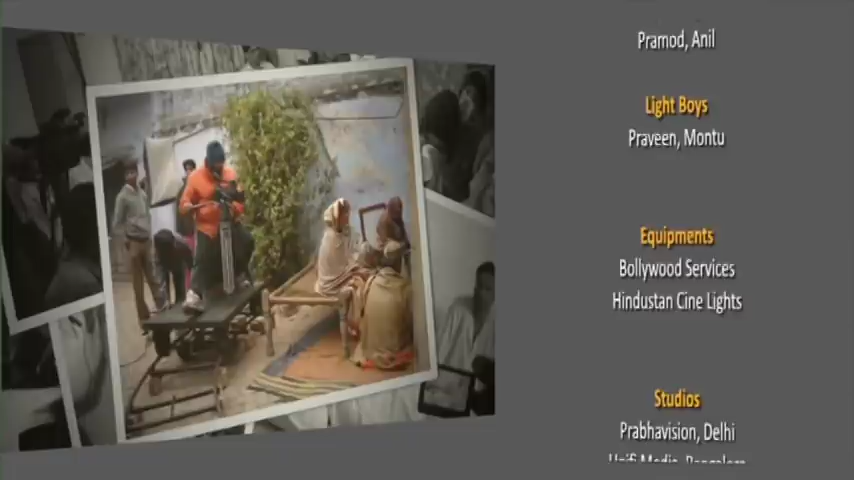 Pramod, Anil
Light Boys
Praveen, Montu
Equipments
Bollywood Services
Hindustan Cine Lights
Studios
Prabhavision, Delhi